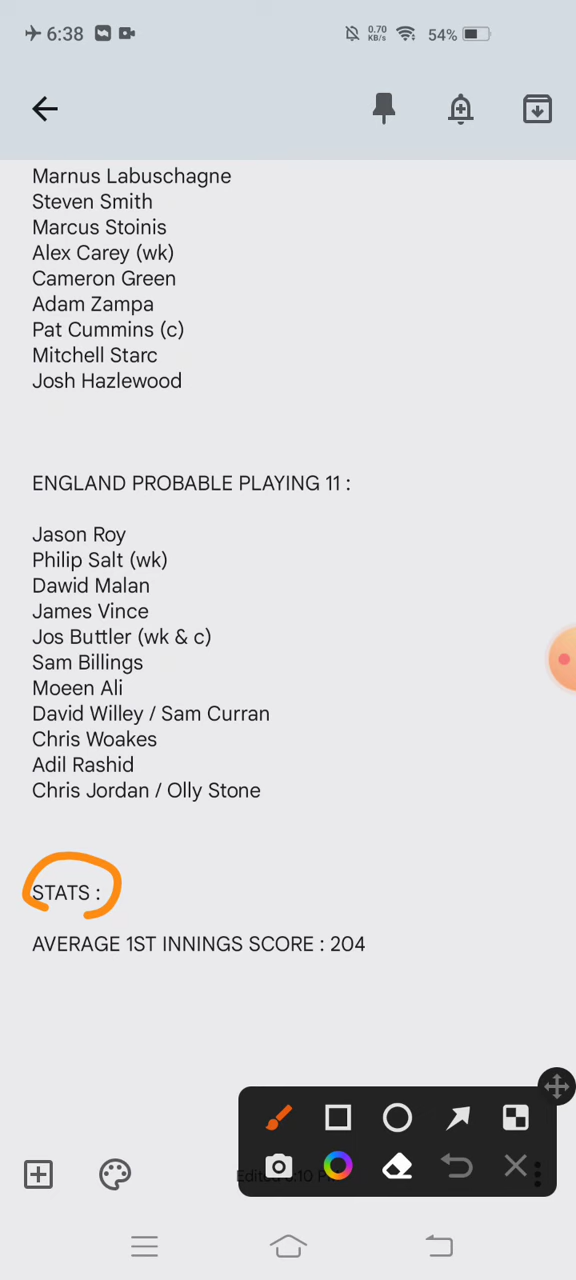 6:38
0.70
KB/s
54%
Marnus Labuschagne
Steven Smith
Marcus Stoinis
Alex Carey (wk)
Cameron Green
Adam Zampa
Pat Cummins (c)
Mitchell Starc
Josh Hazlewood
ENGLAND PROBABLE PLAYING 11 :
Jason Roy
Philip Salt (wk)
Dawid Malan
James Vince
Jos Buttler (wk & c)
Sam Billings
Moeen Ali
David Willey / Sam Curran
Chris Woakes
Adil Rashid
Chris Jordan / Olly Stone
STATS :
AVERAGE 1ST INNINGS SCORE : 204